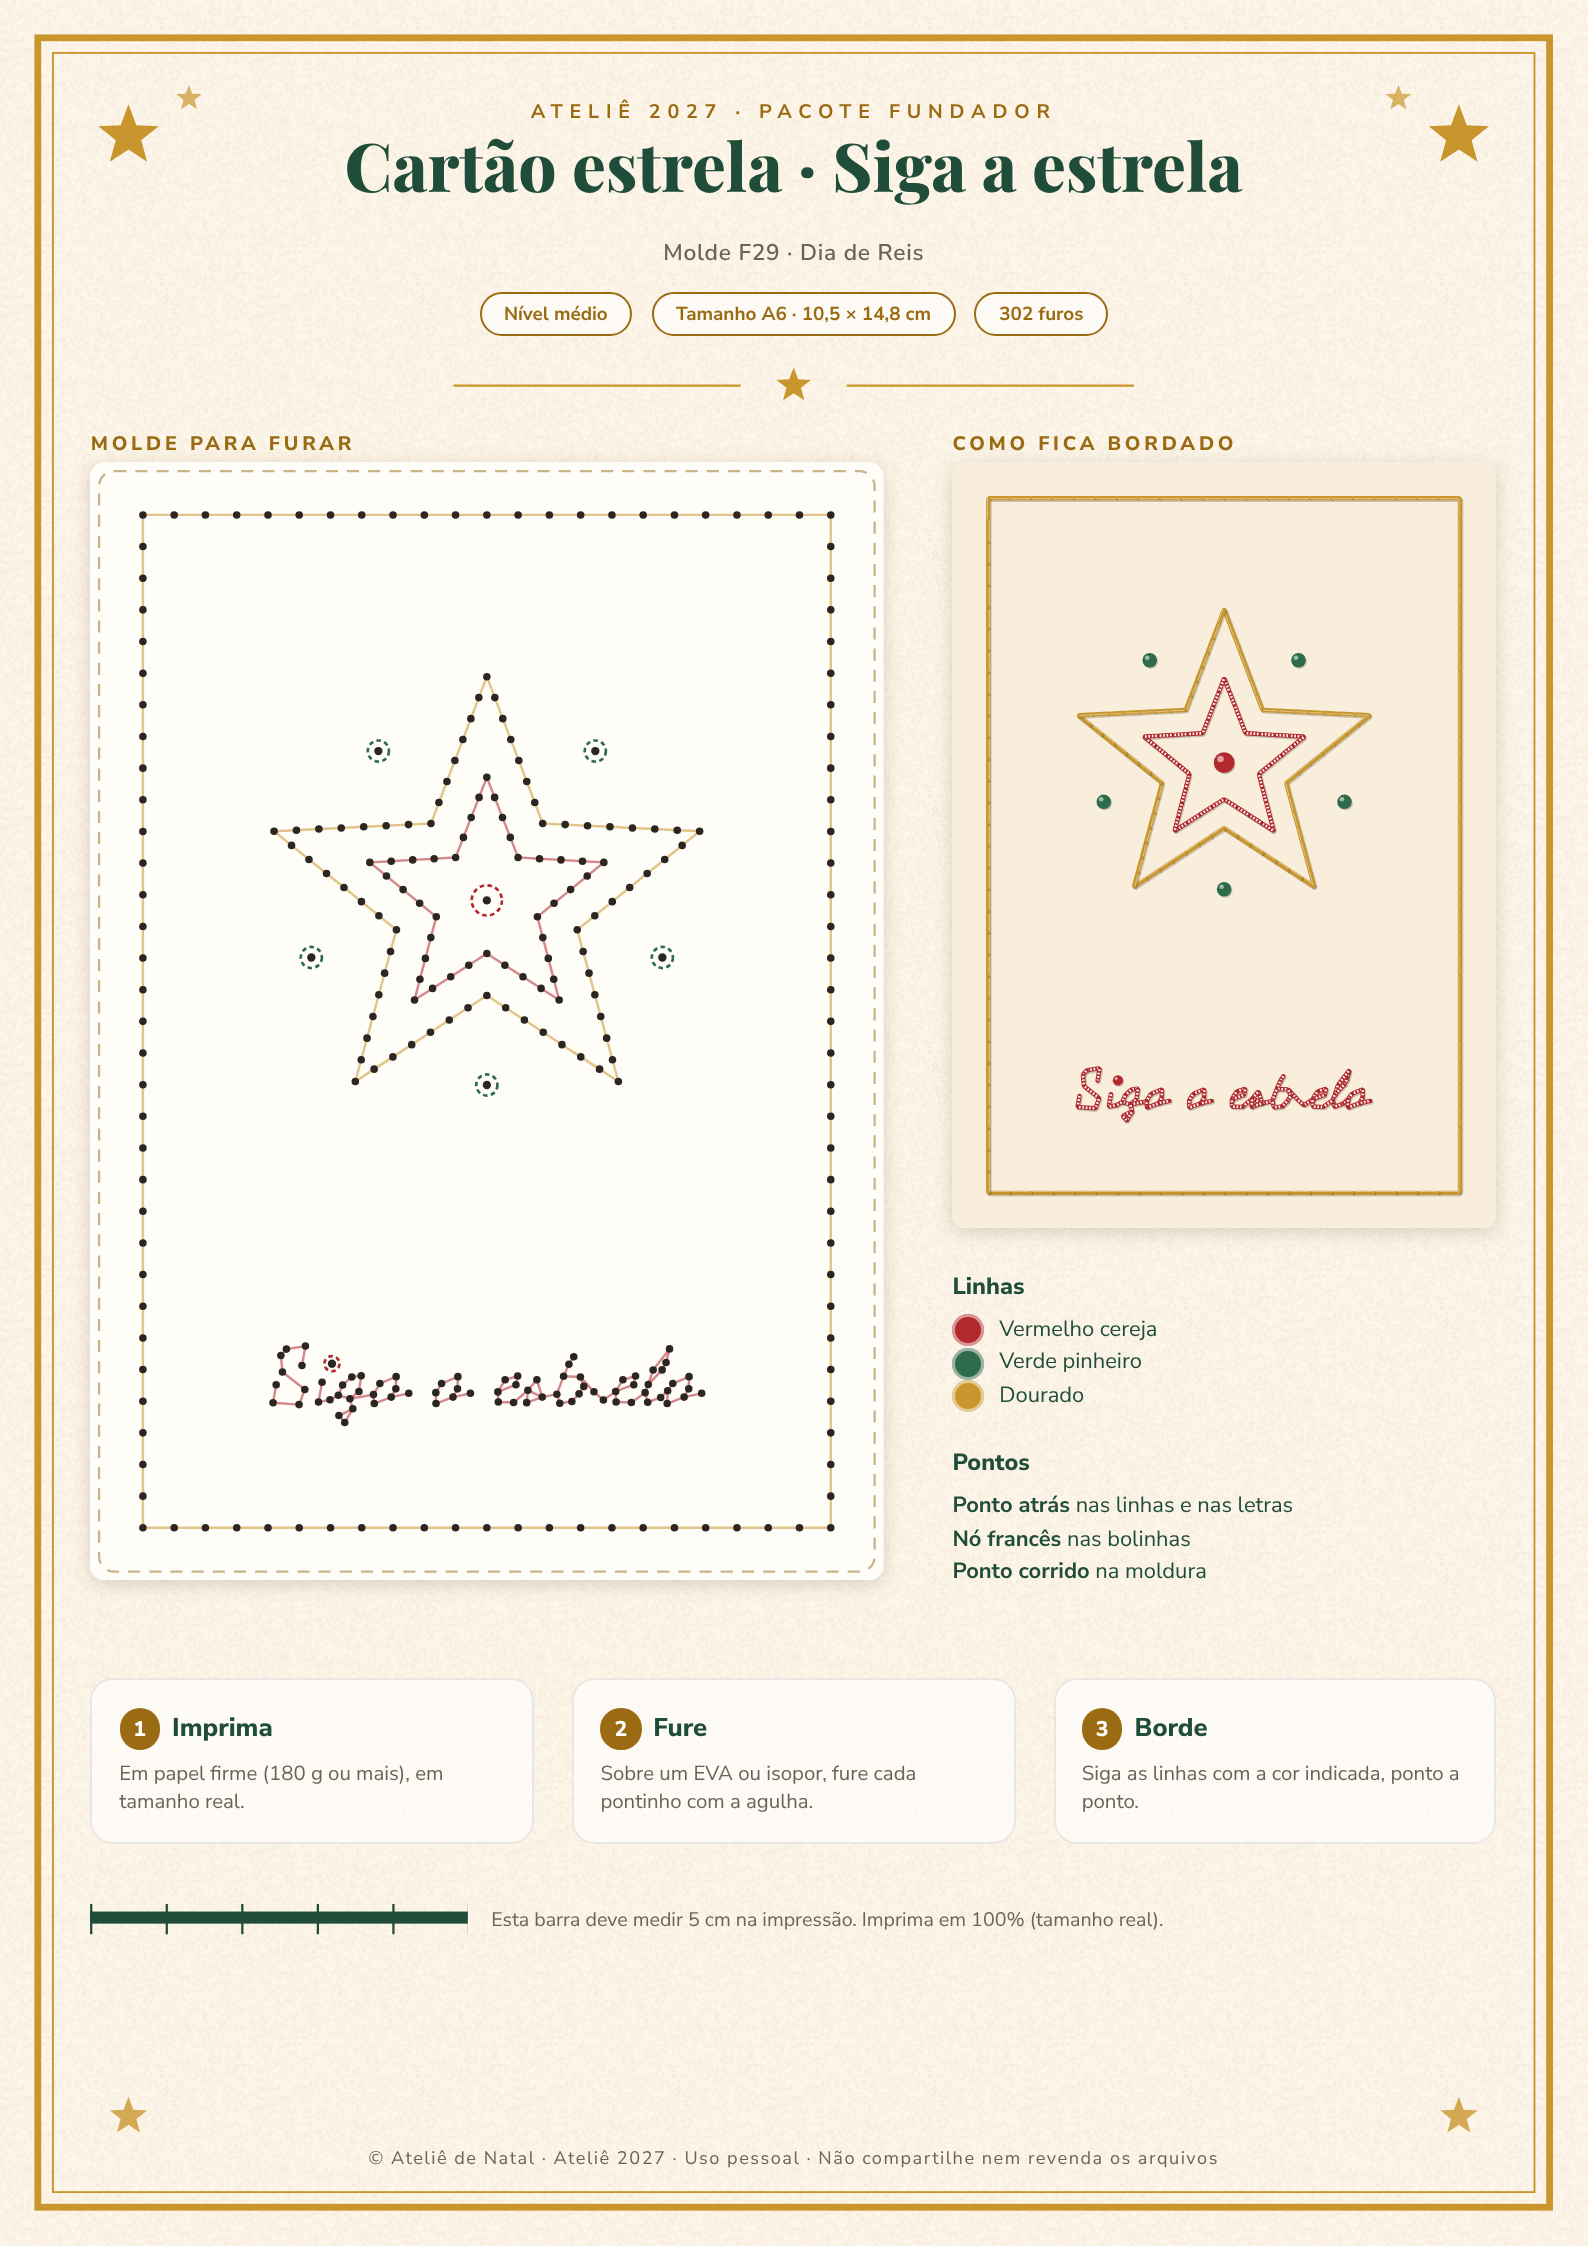 ATELIÊ 2027 · PACOTE FUNDADOR
Cartão estrela · Siga a estrela
Molde F29 · Dia de Reis
Nível médio
Tamanho A6 · 10,5 × 14,8 cm
302 furos
MOLDE PARA FURAR
COMO FICA BORDADO
Siga a estrela
Siga a estrela
Linhas
Vermelho cereja
Verde pinheiro
Dourado
Pontos
Ponto atrás nas linhas e nas letras
Nó francês nas bolinhas
Ponto corrido na moldura
1 Imprima
Em papel firme (180 g ou mais), em
tamanho real.
2 Fure
Sobre um EVA ou isopor, fure cada
pontinho com a agulha.
3 Borde
Siga as linhas com a cor indicada, ponto a
ponto.
Esta barra deve medir 5 cm na impressão. Imprima em 100% (tamanho real).
© Ateliê de Natal · Ateliê 2027 · Uso pessoal · Não compartilhe nem revenda os arquivos